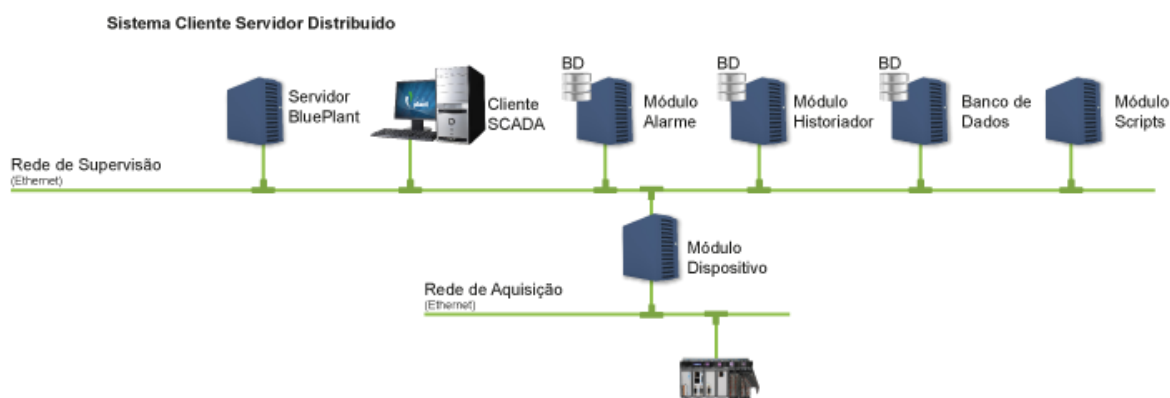 Sistema Cliente Servidor Distribuido
Servidor
BluePlant
Cliente
SCADA
BD
Módulo
Alarme
BD
Módulo
Historiador
BD
Banco de
Dados
Módulo
Scripts
Rede de Supervisão
(Ethernet)
Módulo
Dispositivo
Rede de Aquisição
(Ethernet)